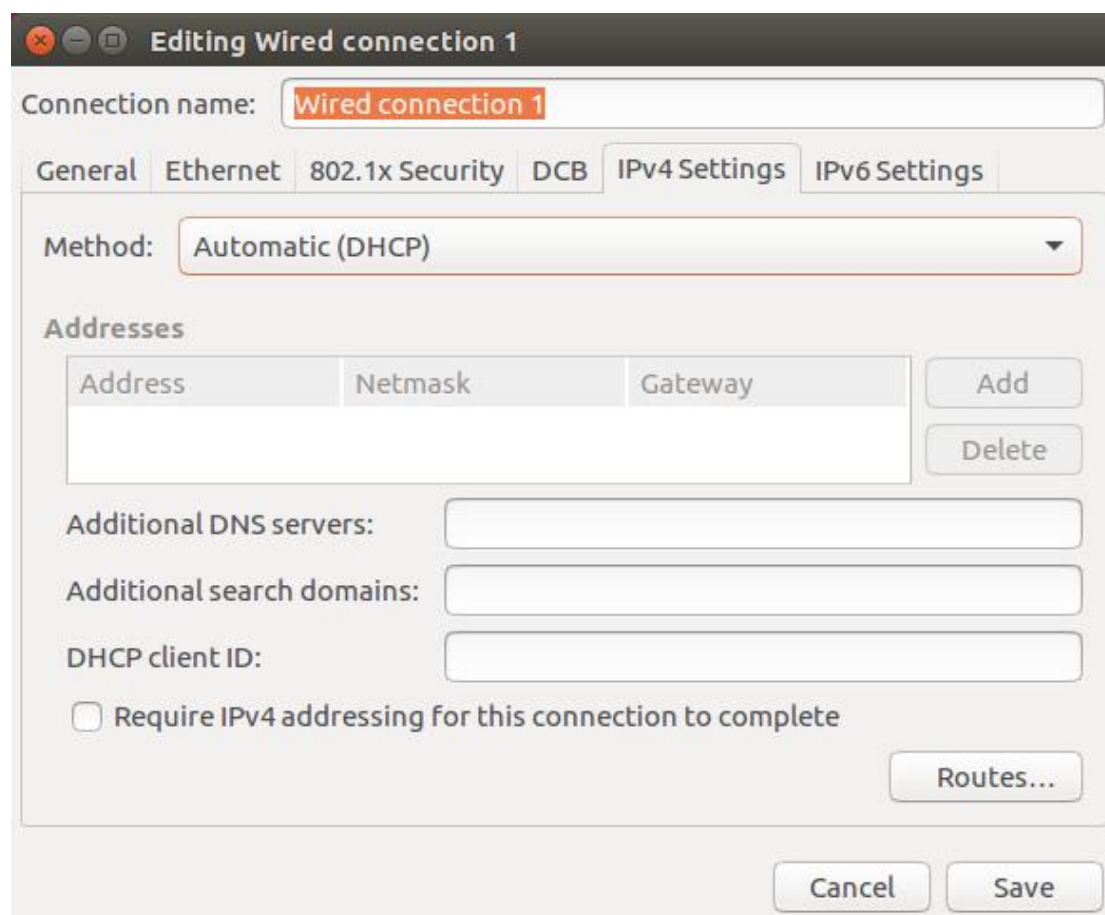 Editing Wired connection 1
Connection name: Wired connection 1
General Ethernet 802.1x Security DCB IPv4 Settings IPv6 Settings
Method: Automatic (DHCP)
Addresses
Address Netmask Gateway Add
Delete
Additional DNS servers:
Additional search domains:
DHCP client ID:
Require IPv4 addressing for this connection to complete
Routes...
Cancel Save